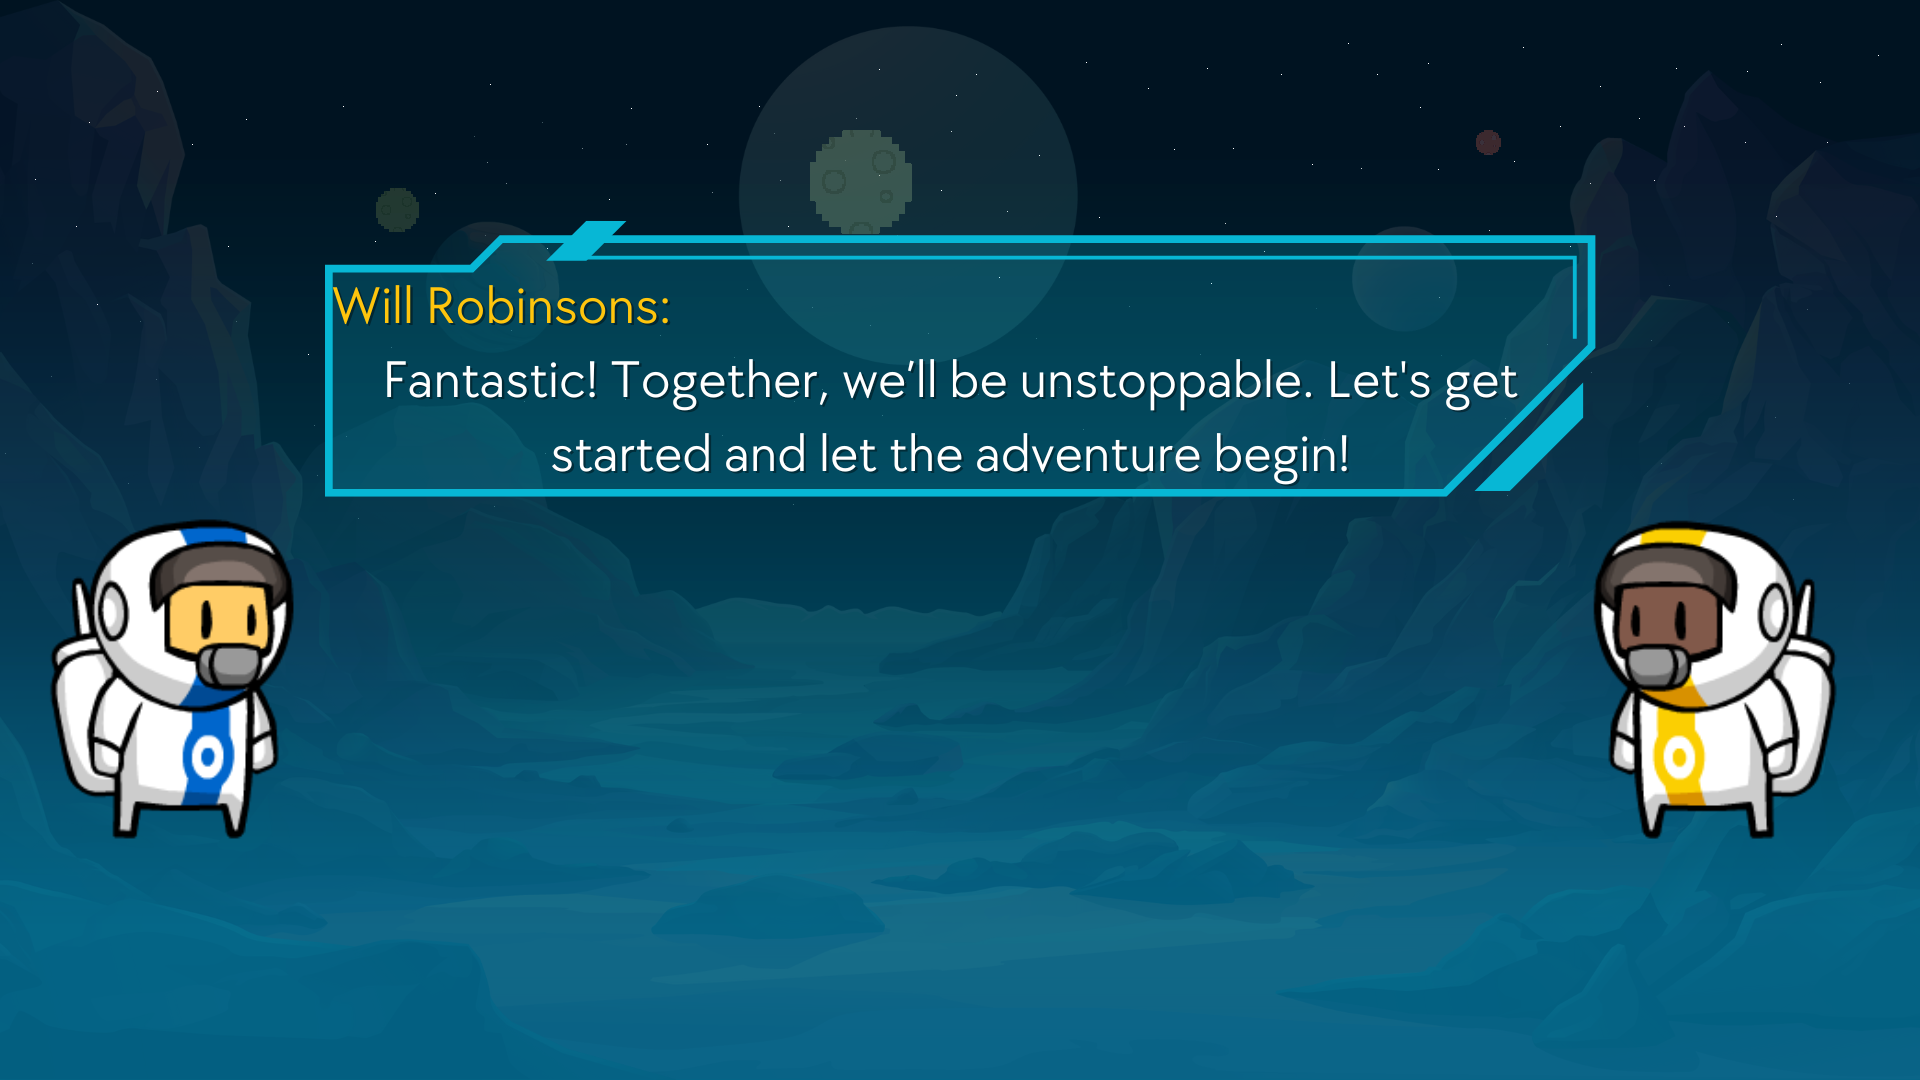 Will Robinsons:
Fantastic! Together, we’ll be unstoppable. Let's get
started and let the adventure begin!